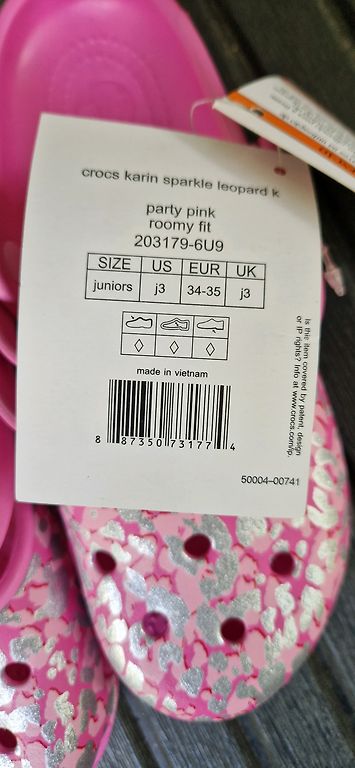 crocs karin sparkle leopard k
party pink
roomy fit
203179-6U9
SIZE US EUR UK
juniors j3 34-35 j3
made in vietnam
8 87350 73177 4
Is this item covered by patent, design
or IP rights? Info at www.crocs.com/ip.
50004-00741